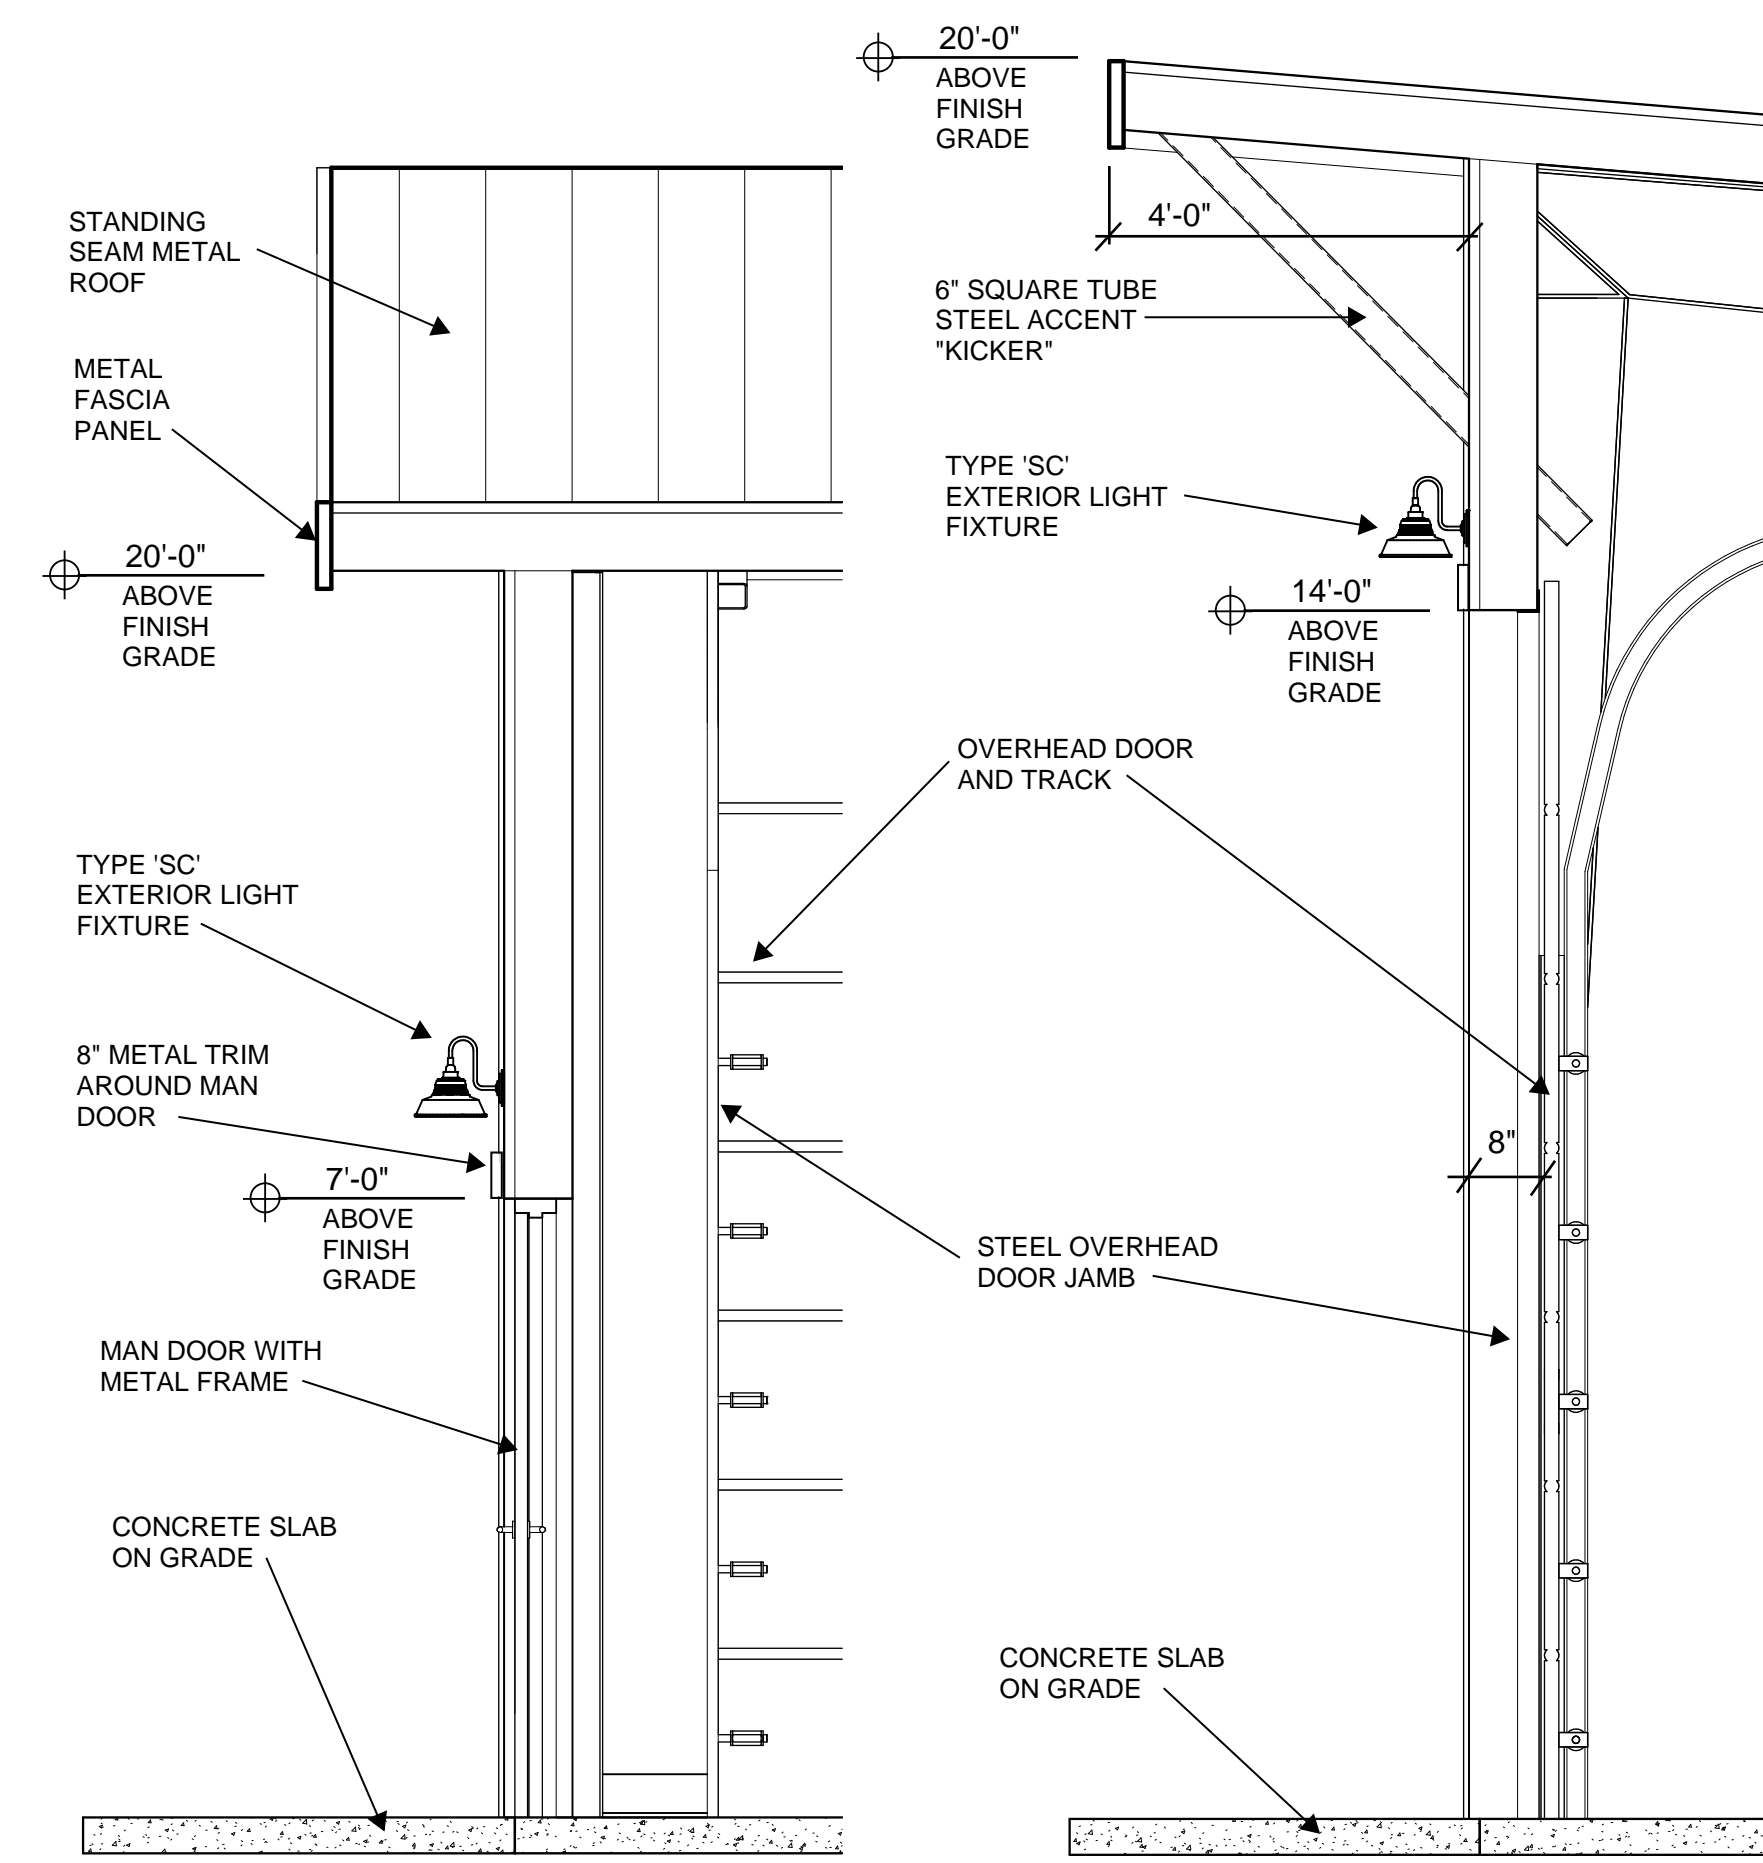 STANDING
SEAM METAL
ROOF
METAL
FASCIA
PANEL
20'-0"
ABOVE
FINISH
GRADE
TYPE 'SC'
EXTERIOR LIGHT
FIXTURE
8" METAL TRIM
AROUND MAN
DOOR
7'-0"
ABOVE
FINISH
GRADE
MAN DOOR WITH
METAL FRAME
CONCRETE SLAB
ON GRADE
20'-0"
ABOVE
FINISH
GRADE
4'-0"
6" SQUARE TUBE
STEEL ACCENT
"KICKER"
TYPE 'SC'
EXTERIOR LIGHT
FIXTURE
14'-0"
ABOVE
FINISH
GRADE
OVERHEAD DOOR
AND TRACK
8"
STEEL OVERHEAD
DOOR JAMB
CONCRETE SLAB
ON GRADE